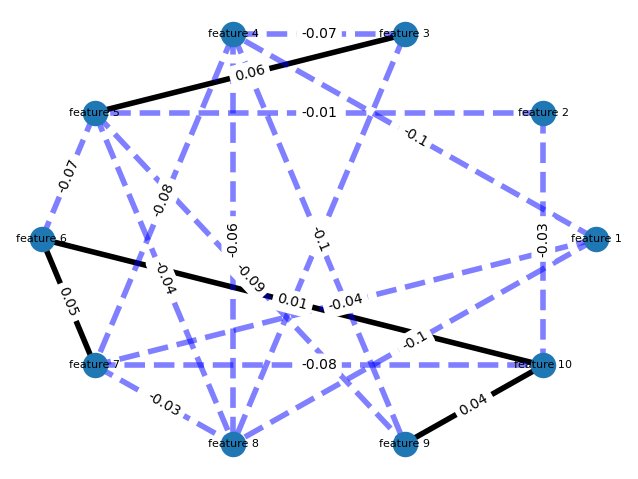 feature 4
-0.07
feature 3
0.06
feature 5
-0.01
feature 2
-0.1
-0.07
-0.08
feature 6
-0.06
-0.1
-0.03
feature 1
-0.04
-0.09
0.05
0.01
-0.04
-0.1
feature 7
-0.08
feature 10
-0.03
0.04
feature 8
feature 9